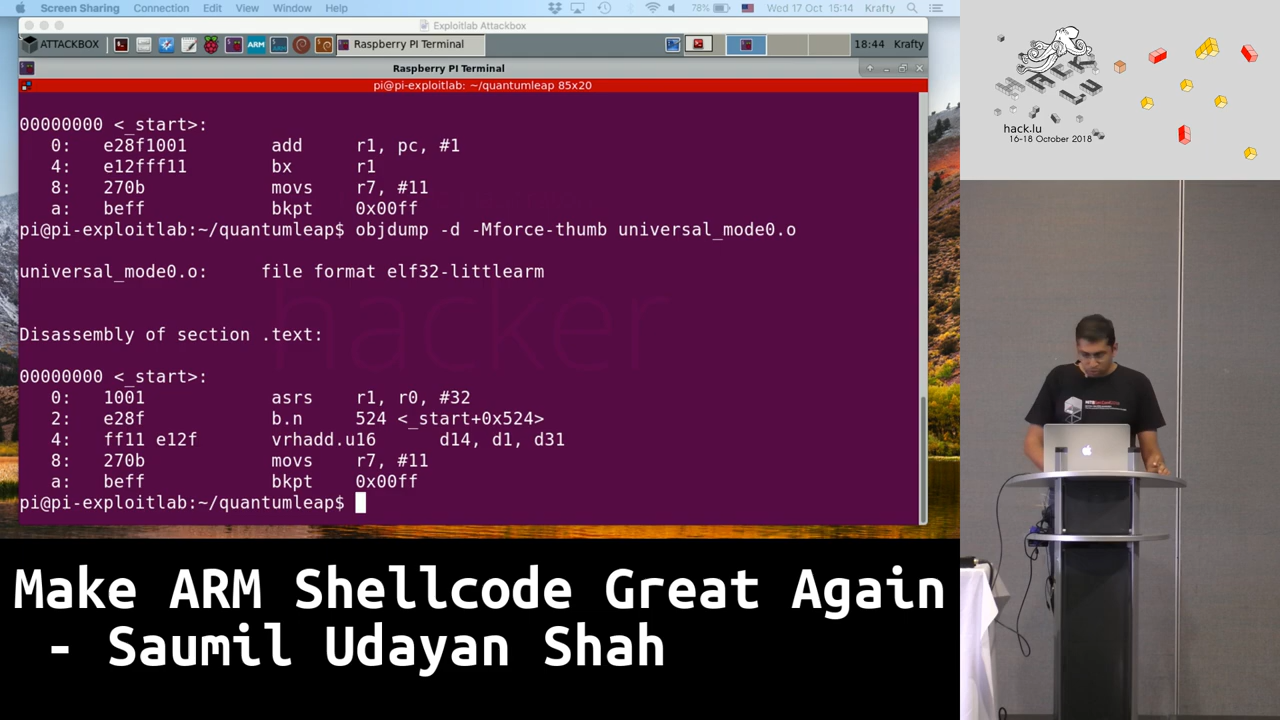 Screen Sharing Connection Edit View Window Help 78% Wed 17 Oct 15:14 Krafty
Exploitlab Attackbox
ATTACKBOX ARM Raspberry PI Terminal 18:44 Krafty
Raspberry PI Terminal
pi@pi-exploitlab: ~/quantumleap 85x20
00000000 <_start>:
0: e28f1001 add r1, pc, #1
4: e12fff11 bx r1
8: 270b movs r7, #11
a: beff bkpt 0x00ff
pi@pi-exploitlab:~/quantumleap$ objdump -d -Mforce-thumb universal_mode0.o
universal_mode0.o: file format elf32-littlearm
hacker
Disassembly of section .text:
00000000 <_start>:
0: 1001 asrs r1, r0, #32
2: e28f b.n 524 <_start+0x524>
4: ff11 e12f vrhadd.u16 d14, d1, d31
8: 270b movs r7, #11
a: beff bkpt 0x00ff
pi@pi-exploitlab:~/quantumleap$
Make ARM Shellcode Great Again
- Saumil Udayan Shah
HACK.LU
hack.lu
16-18 October 2018